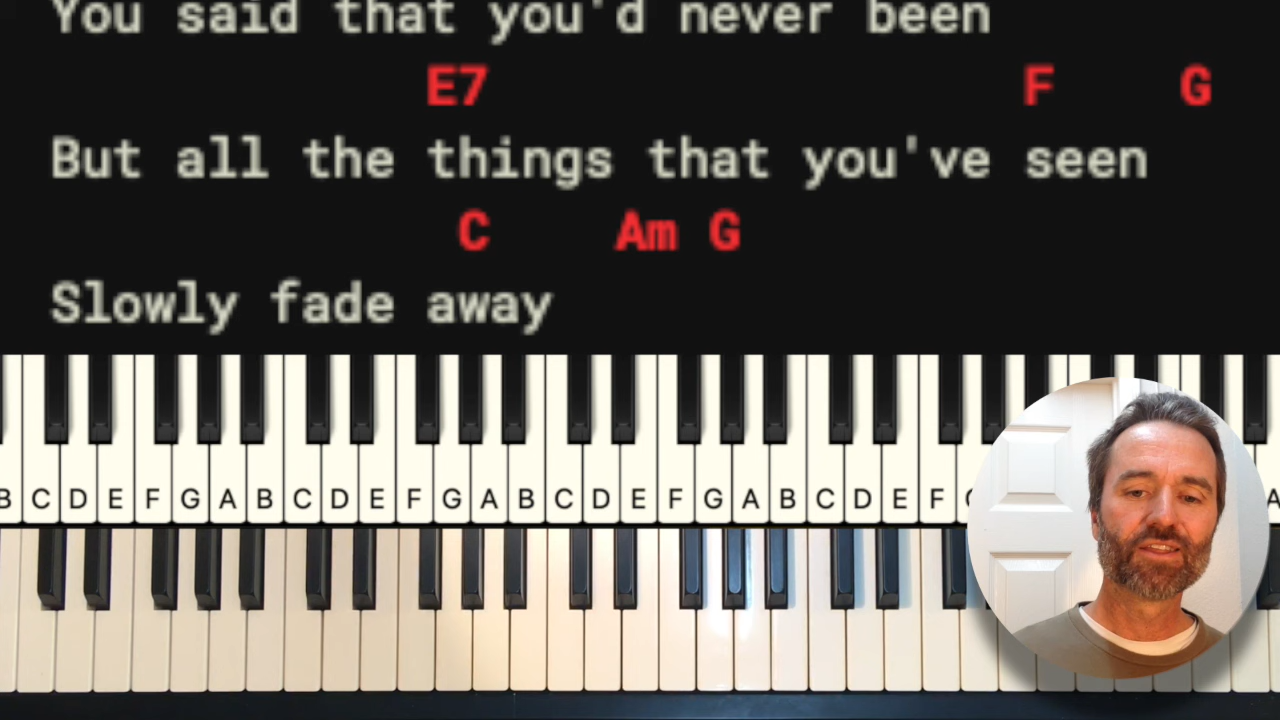 You said that you'd never been
E7 F G
But all the things that you've seen
C Am G
Slowly fade away
B C D E F G A B C D E F G A B C D E F G A B C D E F G A